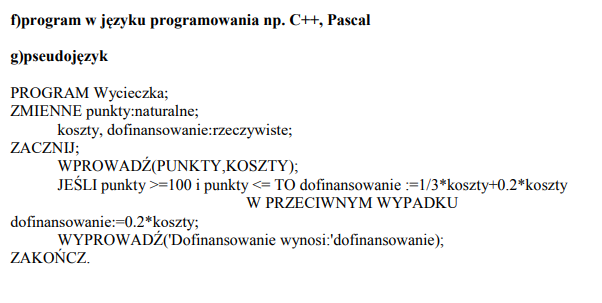 f)program w języku programowania np. C++, Pascal
g)pseudojęzyk
PROGRAM Wycieczka;
ZMIENNE punkty:naturalne;
koszty, dofinansowanie:rzeczywiste;
ZACZNIJ;
WPROWADŹ(PUNKTY,KOSZTY);
JEŚLI punkty >=100 i punkty <= TO dofinansowanie :=1/3*koszty+0.2*koszty
W PRZECIWNYM WYPADKU
dofinansowanie:=0.2*koszty;
WYPROWADŹ('Dofinansowanie wynosi:'dofinansowanie);
ZAKOŃCZ.